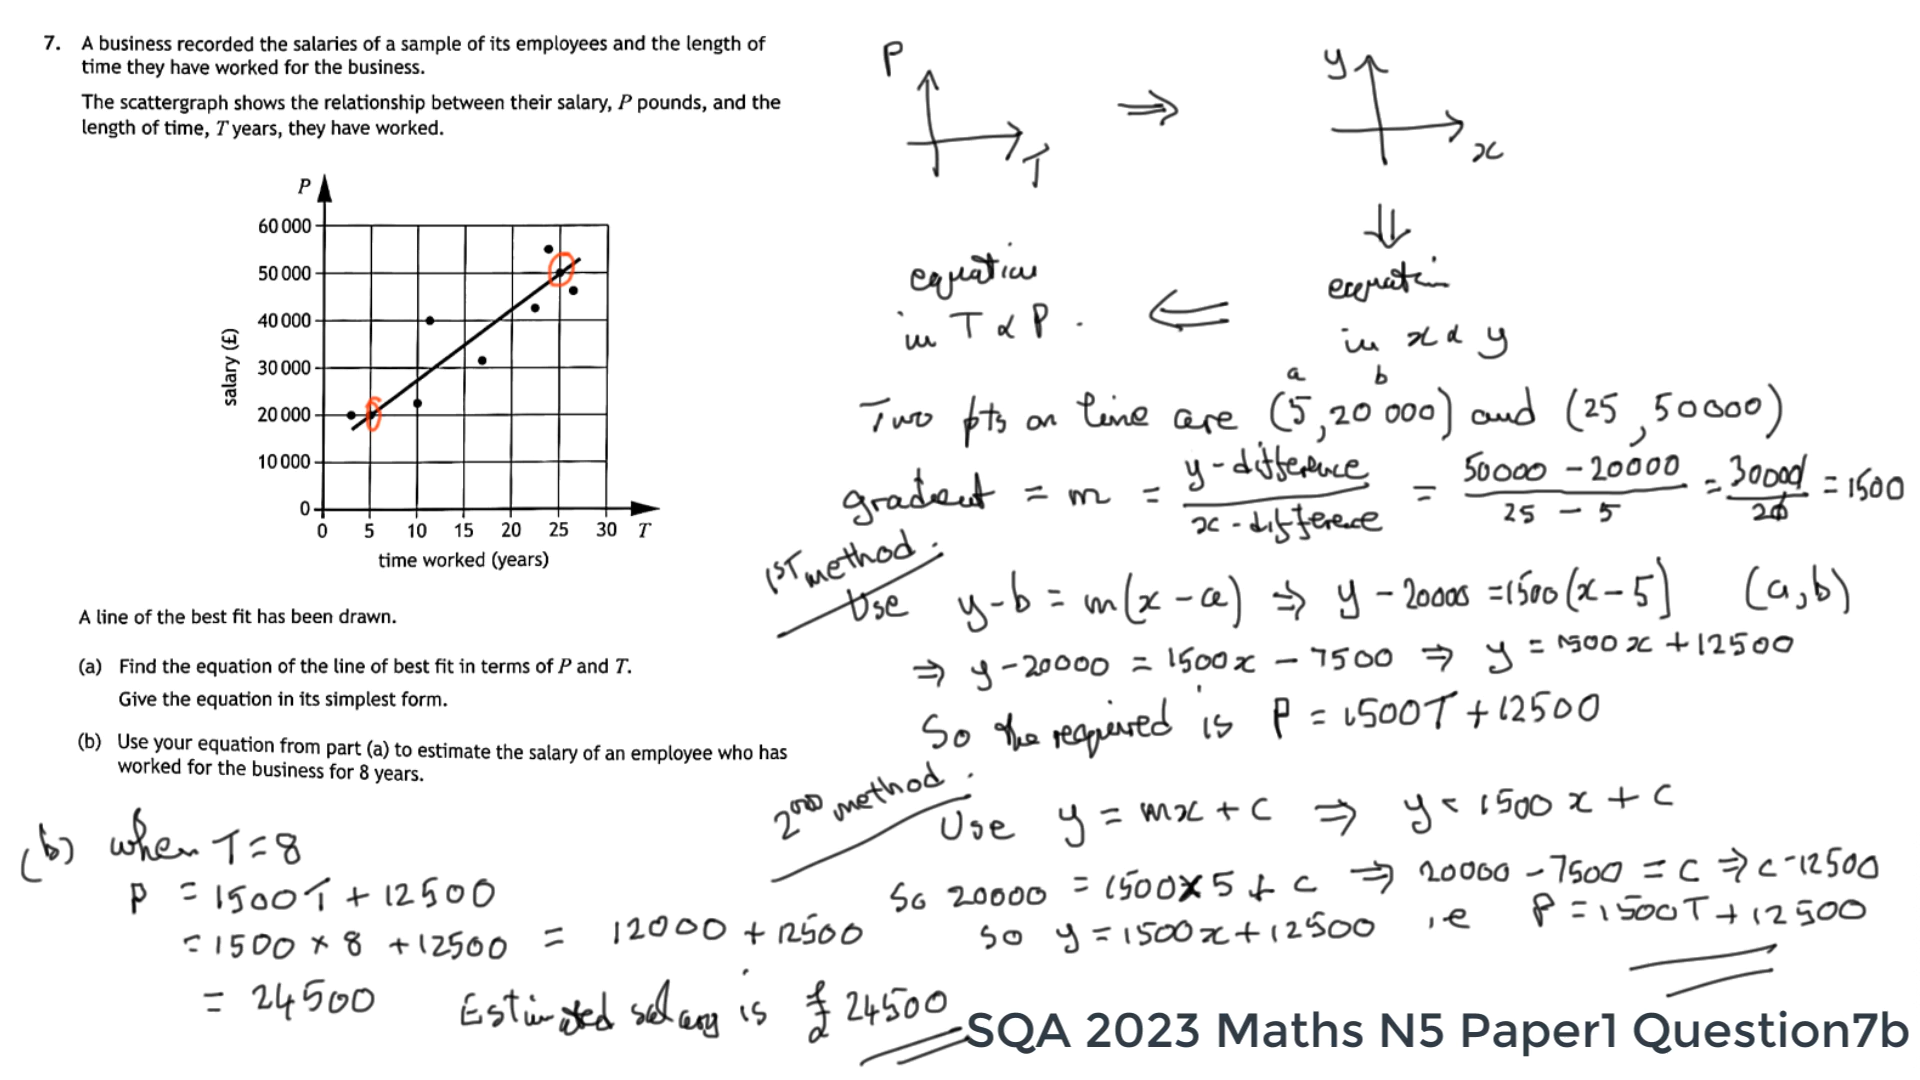 7. A business recorded the salaries of a sample of its employees and the length of
time they have worked for the business.
The scattergraph shows the relationship between their salary, P pounds, and the
length of time, T years, they have worked.
P
60 000
50 000
40 000
30 000
20 000
10 000
0
salary (£)
0 5 10 15 20 25 30 T
time worked (years)
A line of the best fit has been drawn.
(a) Find the equation of the line of best fit in terms of P and T.
Give the equation in its simplest form.
(b) Use your equation from part (a) to estimate the salary of an employee who has
worked for the business for 8 years.
(b) when T = 8
P = 1500T + 12500
= 1500 × 8 + 12500 = 12000 + 12500
= 24500 Estimated salary is £24500
P
T
⇒
y
x
⇓
equation
in x & y
⇐
equation
in T & P.
a b
Two pts on line are (5, 20 000) and (25, 50000)
gradient = m = y-difference / x-difference = 50000 - 20000 / 25 - 5 = 30000 / 20 = 1500
1ST method.
Use y-b = m(x-a) ⇒ y - 20000 = 1500(x-5) (a,b)
⇒ y - 20000 = 1500x - 7500 ⇒ y = 1500x + 12500
So the required is P = 1500T + 12500
2ND method.
Use y = mx + c ⇒ y = 1500x + c
So 20000 = 1500×5 + c ⇒ 20000 - 7500 = c ⇒ c = 12500
so y = 1500x + 12500 i.e P = 1500T + 12500
SQA 2023 Maths N5 Paper1 Question7b